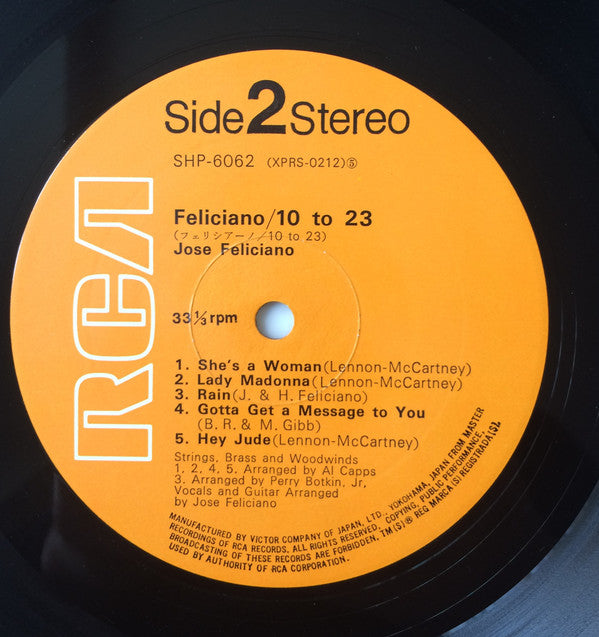 Side 2 Stereo
SHP-6062 (XPRS-0212)⑤
RCA
Feliciano/10 to 23
(フェリシアーノ/10 to 23)
Jose Feliciano
33⅓ rpm
1. She's a Woman (Lennon-McCartney)
2. Lady Madonna (Lennon-McCartney)
3. Rain (J. & H. Feliciano)
4. Gotta Get a Message to You
(B. R. & M. Gibb)
5. Hey Jude (Lennon-McCartney)
Strings, Brass and Woodwinds
1, 2, 4, 5. Arranged by Al Capps
3. Arranged by Perry Botkin, Jr.
Vocals and Guitar Arranged
by Jose Feliciano
MANUFACTURED BY VICTOR COMPANY OF JAPAN, LTD., YOKOHAMA, JAPAN FROM MASTER
RECORDINGS OF RCA RECORDS, ALL RIGHTS RESERVED, COPYING, PUBLIC PERFORMANCE,
BROADCASTING OF THESE RECORDS ARE FORBIDDEN, TM(S)® REG MARCA(S) REGISTRADA(S)
USED BY AUTHORITY OF RCA CORPORATION.